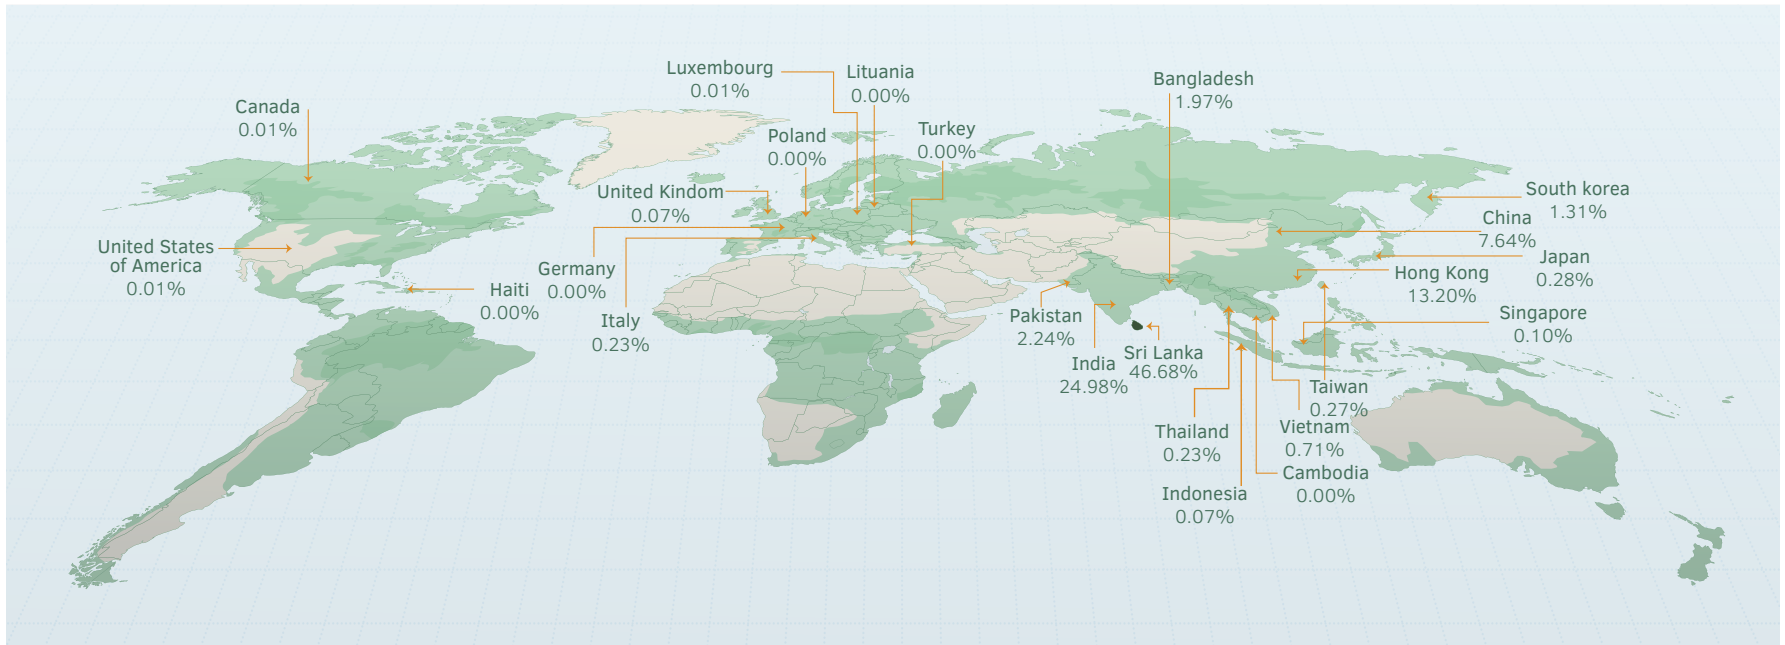 Luxembourg
0.01%
Lituania
0.00%
Bangladesh
1.97%
Canada
0.01%
Poland
0.00%
Turkey
0.00%
United Kindom
0.07%
South korea
1.31%
China
7.64%
United States
of America
0.01%
Germany
0.00%
Japan
0.28%
Hong Kong
13.20%
Haiti
0.00%
Italy
0.23%
Pakistan
2.24%
Singapore
0.10%
India
24.98%
Sri Lanka
46.68%
Taiwan
0.27%
Thailand
0.23%
Vietnam
0.71%
Cambodia
0.00%
Indonesia
0.07%